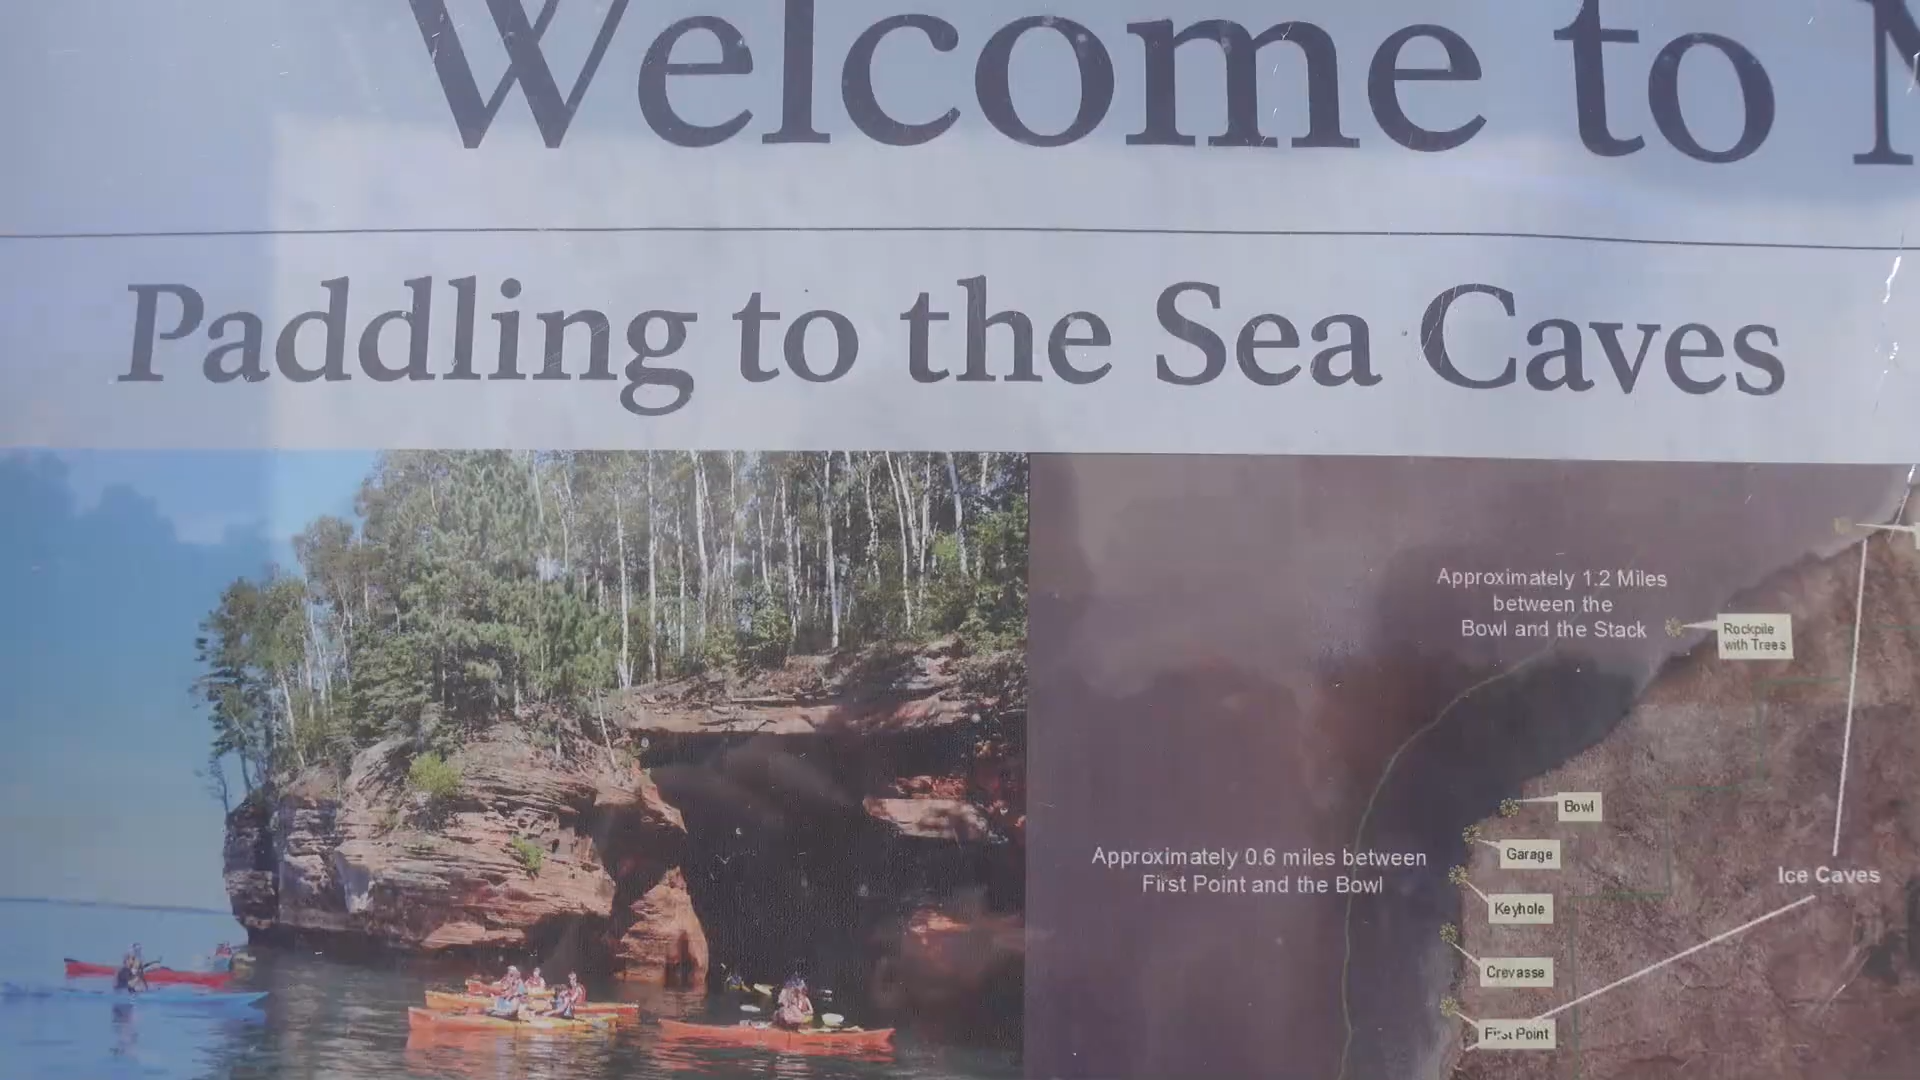 Welcome to
Paddling to the Sea Caves
Approximately 1.2 Miles
between the
Bowl and the Stack
Rockpile
with Trees
Bowl
Garage
Approximately 0.6 miles between
First Point and the Bowl
Ice Caves
Keyhole
Crevasse
First Point